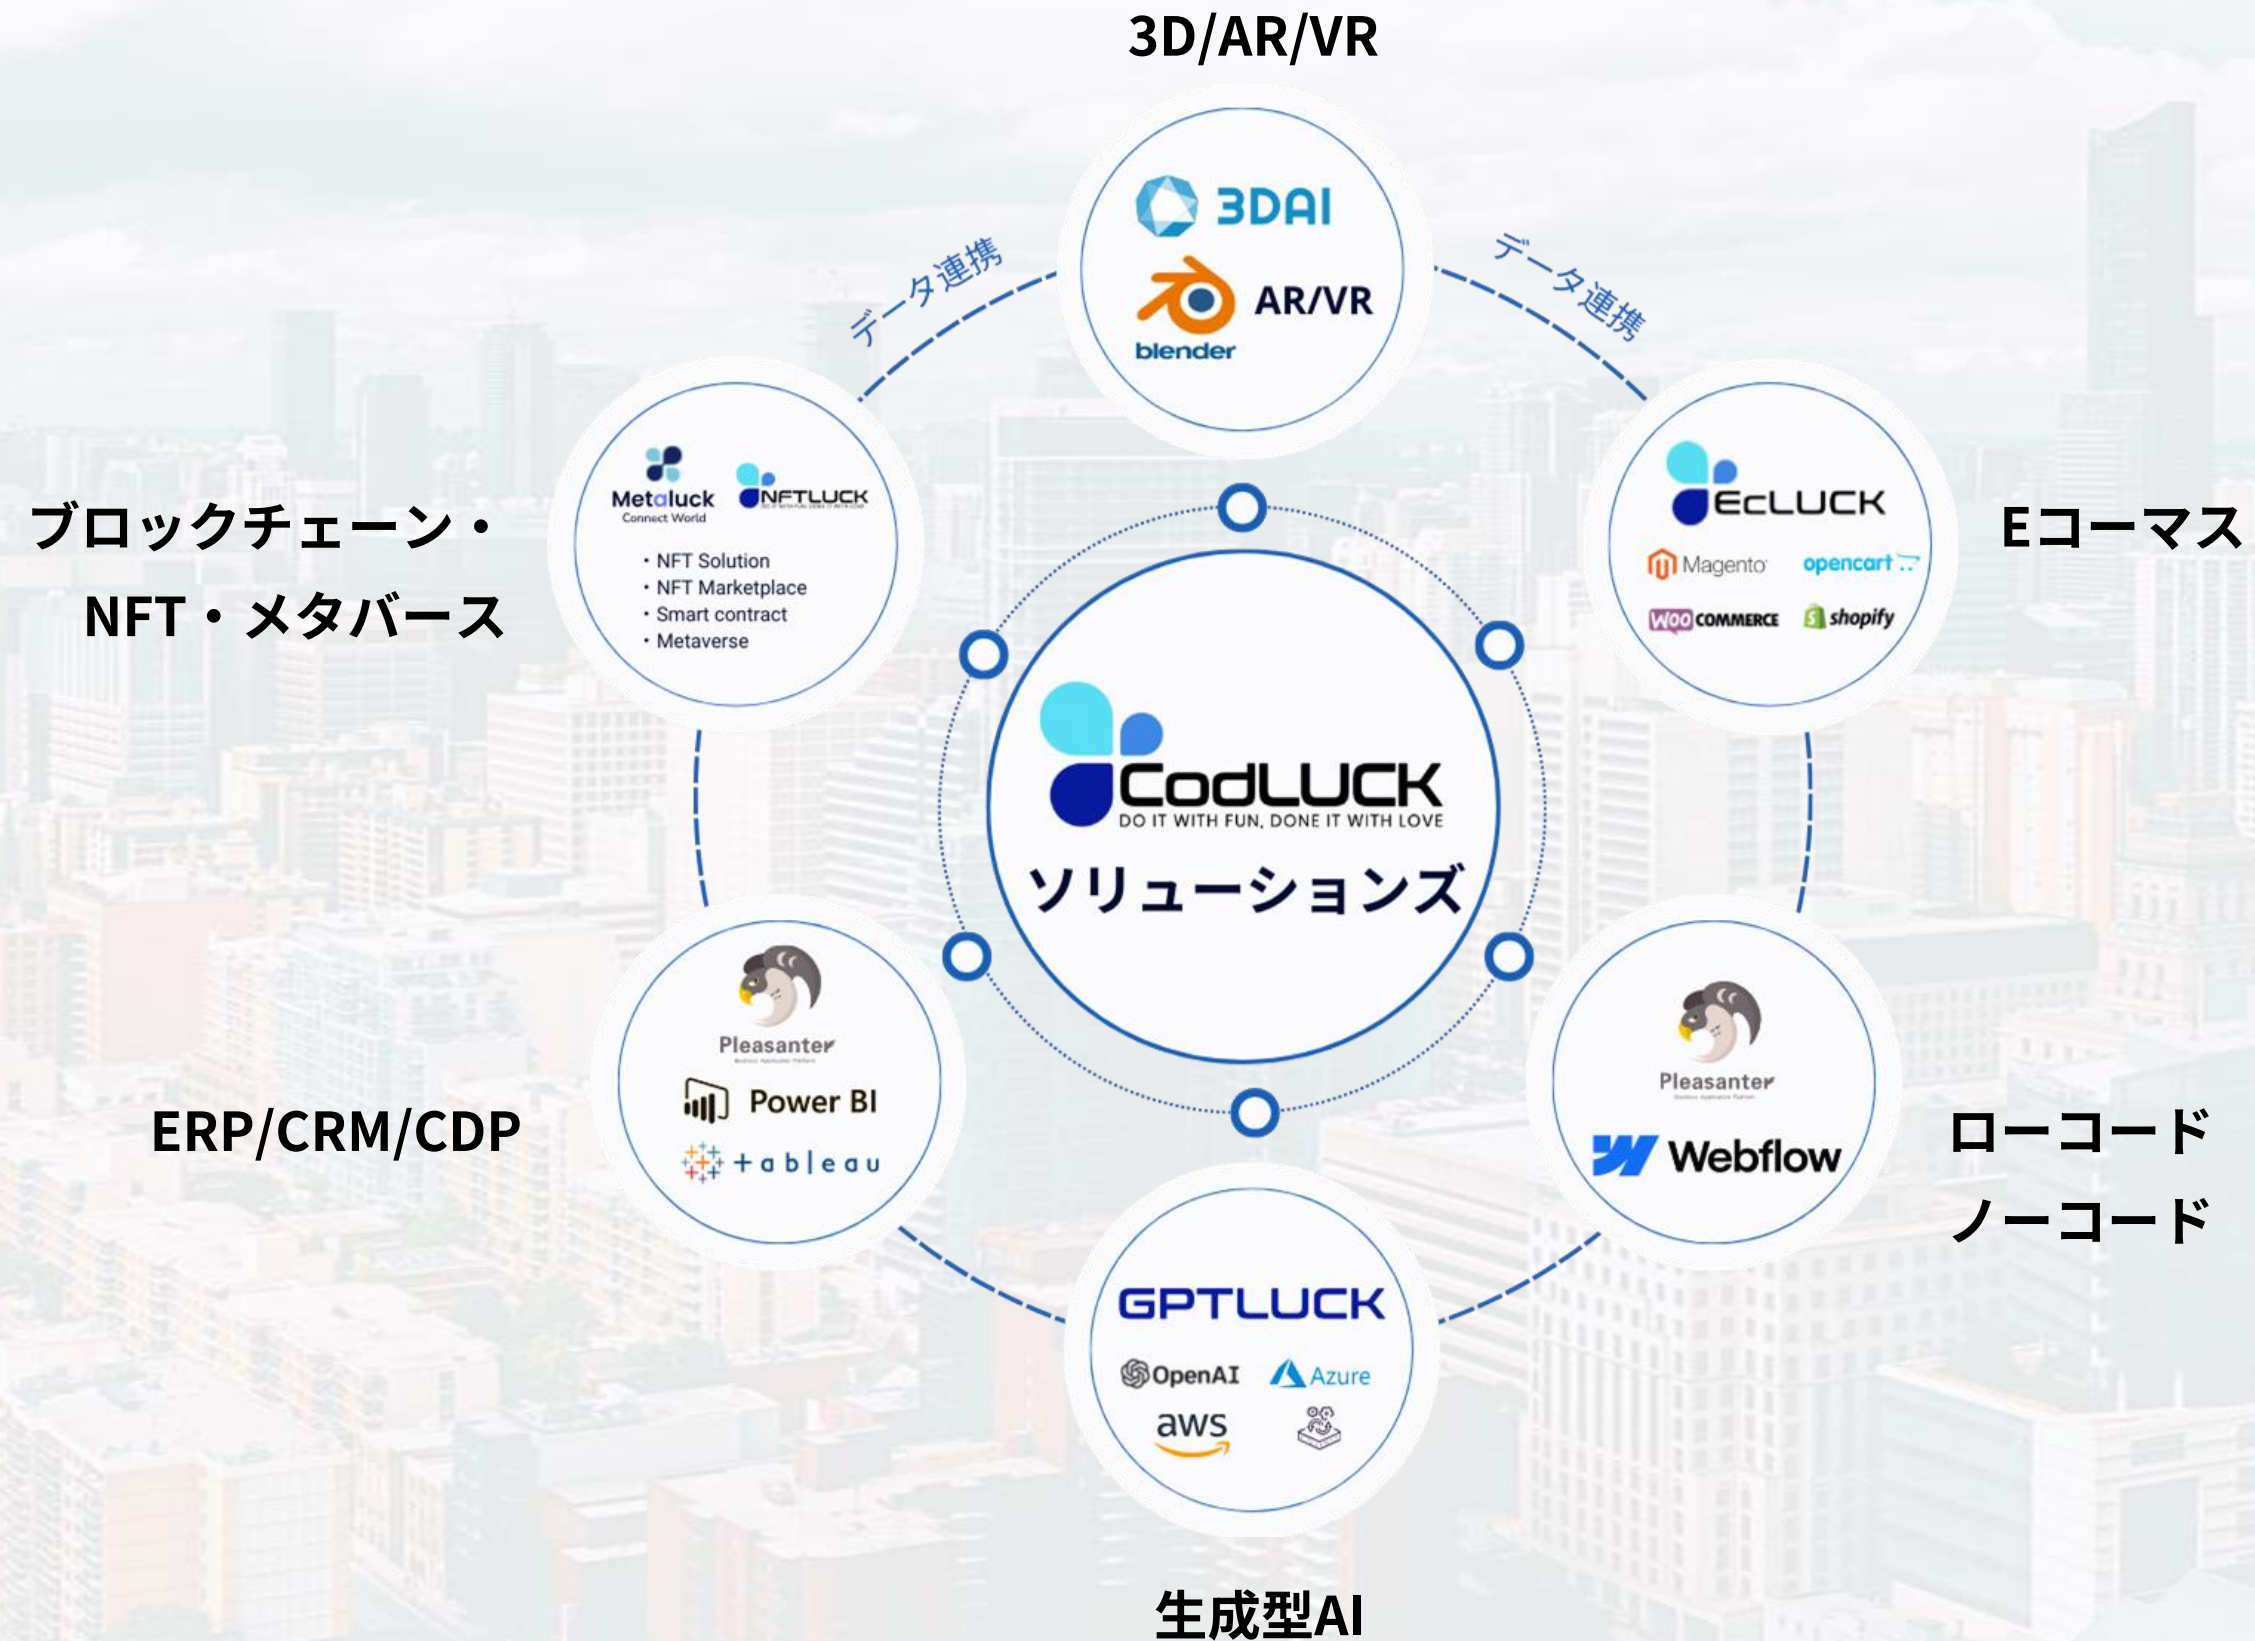 3D/AR/VR
3DAI
blender
AR/VR
データ連携
データ連携
ブロックチェーン・
NFT・メタバース
Metaluck
Connect World
NFTLUCK
・NFT Solution
・NFT Marketplace
・Smart contract
・Metaverse
EcLUCK
Magento
opencart
WOO COMMERCE
shopify
Eコーマス
CodLUCK
DO IT WITH FUN, DONE IT WITH LOVE
ソリューションズ
ERP/CRM/CDP
Pleasanter
Power BI
+ableau
Pleasanter
Webflow
ローコード
ノーコード
GPTLUCK
OpenAI
Azure
aws
生成型AI